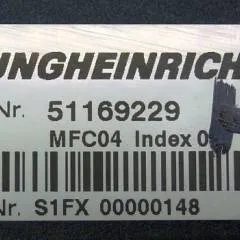 UNGHEINRICH
Nr. 51169229
MFC04 Index 0
Nr. S1FX 00000148